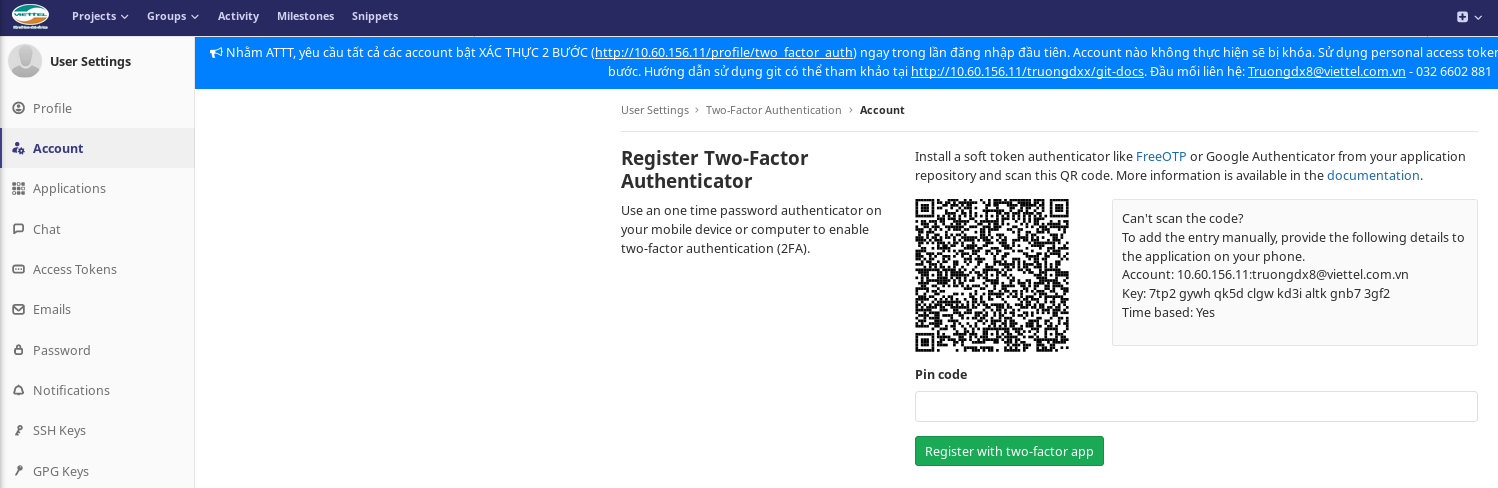 VIETTEL
Projects Groups Activity Milestones Snippets
User Settings
Profile
Account
Applications
Chat
Access Tokens
Emails
Password
Notifications
SSH Keys
GPG Keys
Nhằm ATTT, yêu cầu tất cả các account bật XÁC THỰC 2 BƯỚC (http://10.60.156.11/profile/two_factor_auth) ngay trong lần đăng nhập đầu tiên. Account nào không thực hiện sẽ bị khóa. Sử dụng personal access token
bước. Hướng dẫn sử dụng git có thể tham khảo tại http://10.60.156.11/truongdxx/git-docs. Đầu mối liên hệ: Truongdx8@viettel.com.vn - 032 6602 881
User Settings > Two-Factor Authentication > Account
Register Two-Factor
Authenticator
Use an one time password authenticator on
your mobile device or computer to enable
two-factor authentication (2FA).
Install a soft token authenticator like FreeOTP or Google Authenticator from your application
repository and scan this QR code. More information is available in the documentation.
Can't scan the code?
To add the entry manually, provide the following details to
the application on your phone.
Account: 10.60.156.11:truongdx8@viettel.com.vn
Key: 7tp2 gywh qk5d clgw kd3i altk gnb7 3gf2
Time based: Yes
Pin code
Register with two-factor app